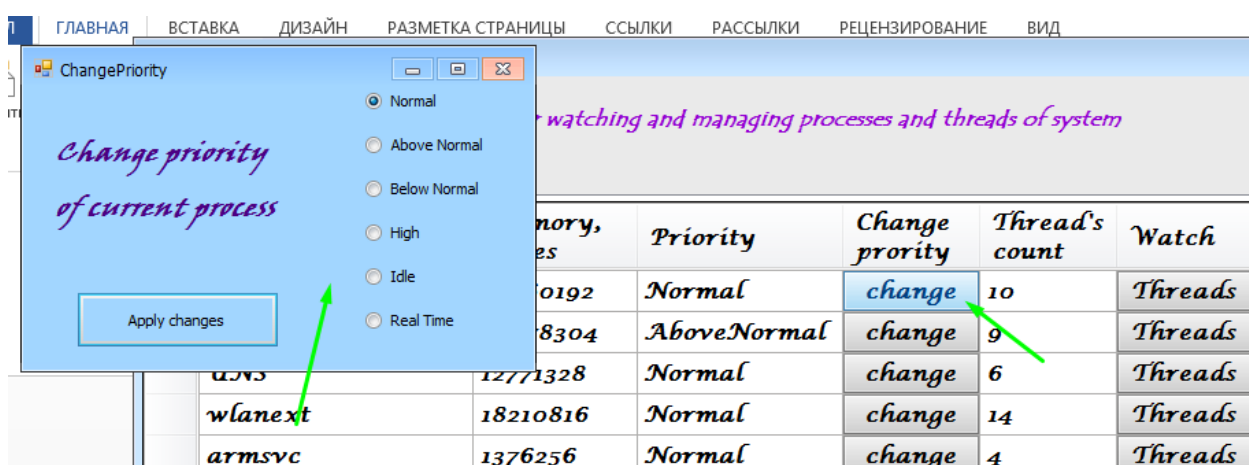 ГЛАВНАЯ ВСТАВКА ДИЗАЙН РАЗМЕТКА СТРАНИЦЫ ССЫЛКИ РАССЫЛКИ РЕЦЕНЗИРОВАНИЕ ВИД
ChangePriority
Normal
Above Normal
Below Normal
High
Idle
Real Time
Change priority
of current process
Apply changes
watching and managing processes and threads of system
Priority Change prority Thread's count Watch
0192 Normal change 10 Threads
8304 AboveNormal change 9 Threads
12771328 Normal change 6 Threads
wlanext 18210816 Normal change 14 Threads
armsvc 1376256 Normal change 4 Threads